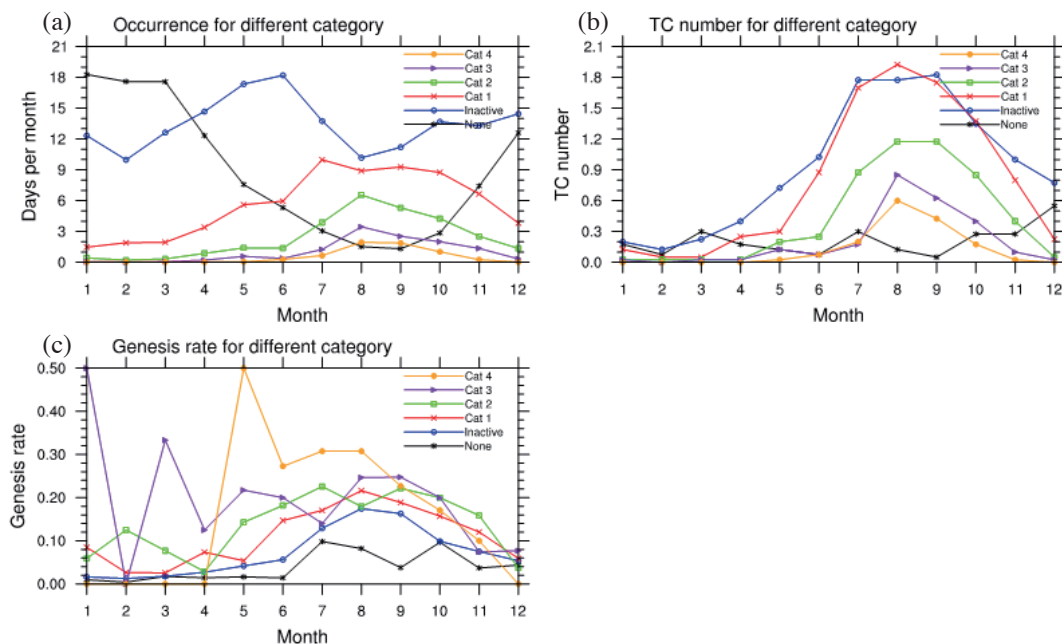 (a) Occurrence for different category
21
18
15
12
9
6
3
0
Days per month
Cat 4
Cat 3
Cat 2
Cat 1
Inactive
None
1 2 3 4 5 6 7 8 9 10 11 12
Month
(b) TC number for different category
2.1
1.8
1.5
1.2
0.9
0.6
0.3
0.0
TC number
Cat 4
Cat 3
Cat 2
Cat 1
Inactive
None
1 2 3 4 5 6 7 8 9 10 11 12
Month
(c) Genesis rate for different category
0.50
0.40
0.30
0.20
0.10
0.00
Genesis rate
Cat 4
Cat 3
Cat 2
Cat 1
Inactive
None
1 2 3 4 5 6 7 8 9 10 11 12
Month